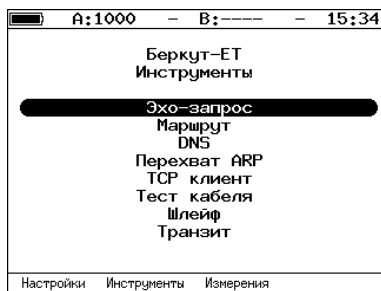 A:1000 – B:---- – 15:34
Беркут-ЕТ
Инструменты
Эхо-запрос
Маршрут
DNS
Перехват ARP
TCP клиент
Тест кабеля
Шлейф
Транзит
Настройки Инструменты Измерения